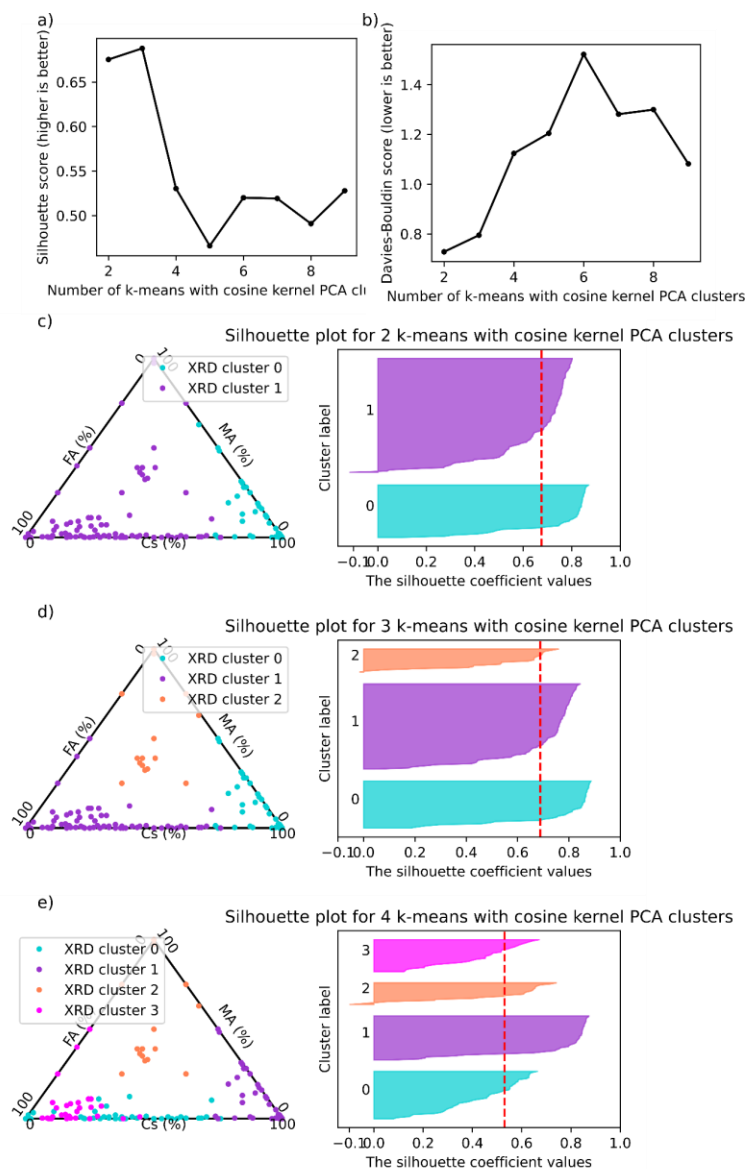 a)
Silhouette score (higher is better)
0.65
0.60
0.55
0.50
2
4
6
8
Number of k-means with cosine kernel PCA clu
b)
Davies-Bouldin score (lower is better)
1.4
1.2
1.0
0.8
2
4
6
8
Number of k-means with cosine kernel PCA clusters
c)
Silhouette plot for 2 k-means with cosine kernel PCA clusters
XRD cluster 0
XRD cluster 1
0
100
FA (%)
MA (%)
100
0
0
Cs (%)
100
Cluster label
1
0
−0.1
0.0
0.2
0.4
0.6
0.8
1.0
The silhouette coefficient values
d)
Silhouette plot for 3 k-means with cosine kernel PCA clusters
XRD cluster 0
XRD cluster 1
XRD cluster 2
0
100
FA (%)
MA (%)
100
0
0
Cs (%)
100
Cluster label
2
1
0
−0.1
0.0
0.2
0.4
0.6
0.8
1.0
The silhouette coefficient values
e)
Silhouette plot for 4 k-means with cosine kernel PCA clusters
XRD cluster 0
XRD cluster 1
XRD cluster 2
XRD cluster 3
0
100
FA (%)
MA (%)
100
0
0
Cs (%)
100
Cluster label
3
2
1
0
−0.1
0.0
0.2
0.4
0.6
0.8
1.0
The silhouette coefficient values